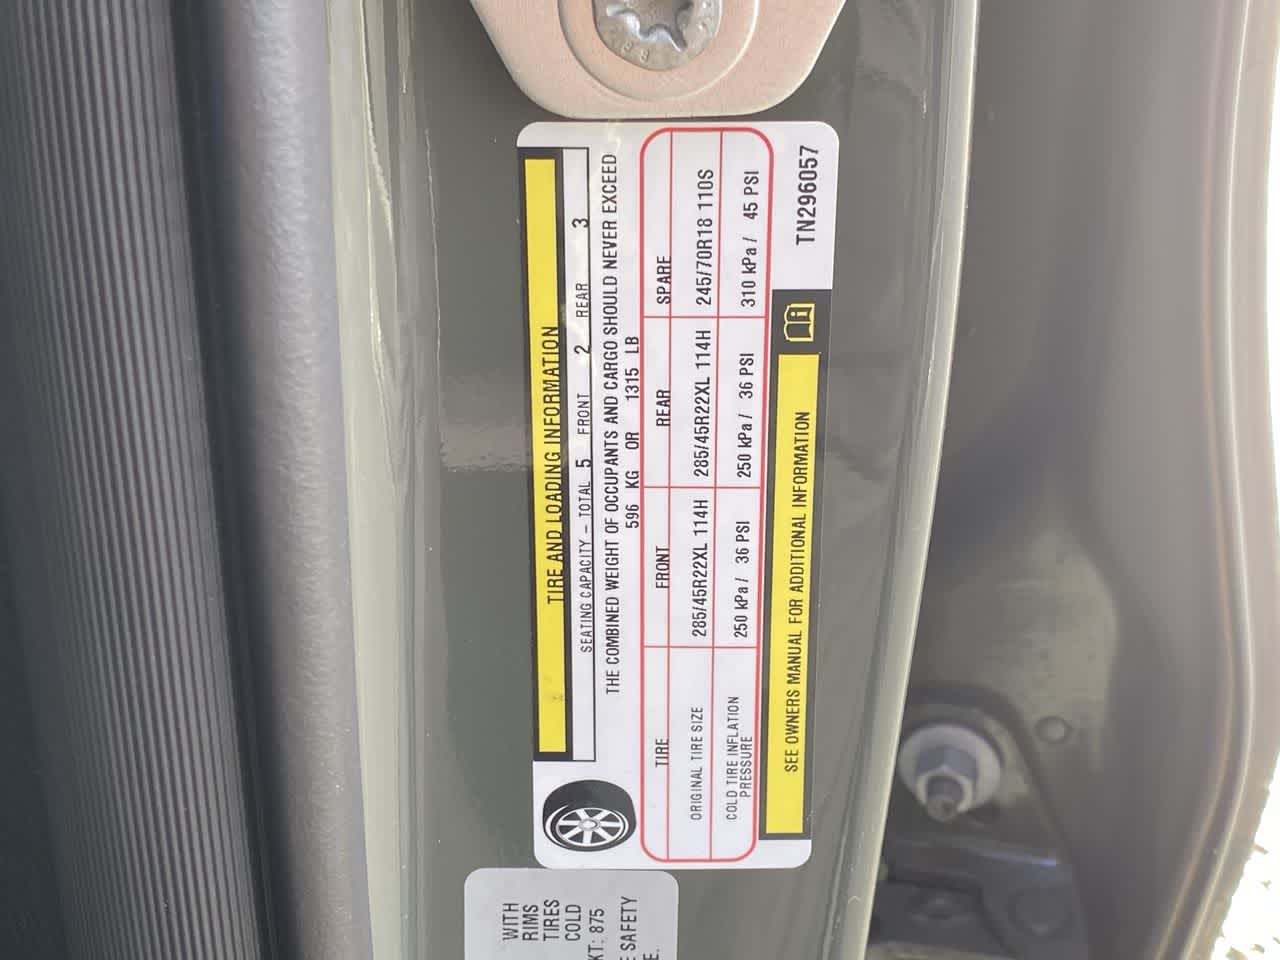 TIRE AND LOADING INFORMATION
SEATING CAPACITY - TOTAL 5 FRONT 2 REAR 3
THE COMBINED WEIGHT OF OCCUPANTS AND CARGO SHOULD NEVER EXCEED
596 KG OR 1315 LB
TIRE FRONT REAR SPARE
ORIGINAL TIRE SIZE 285/45R22XL 114H 285/45R22XL 114H 245/70R18 110S
COLD TIRE INFLATION PRESSURE 250 kPa / 36 PSI 250 kPa / 36 PSI 310 kPa / 45 PSI
SEE OWNERS MANUAL FOR ADDITIONAL INFORMATION
TN296057
WITH
RIMS
TIRES
COLD
KT: 875
SAFETY
8.8